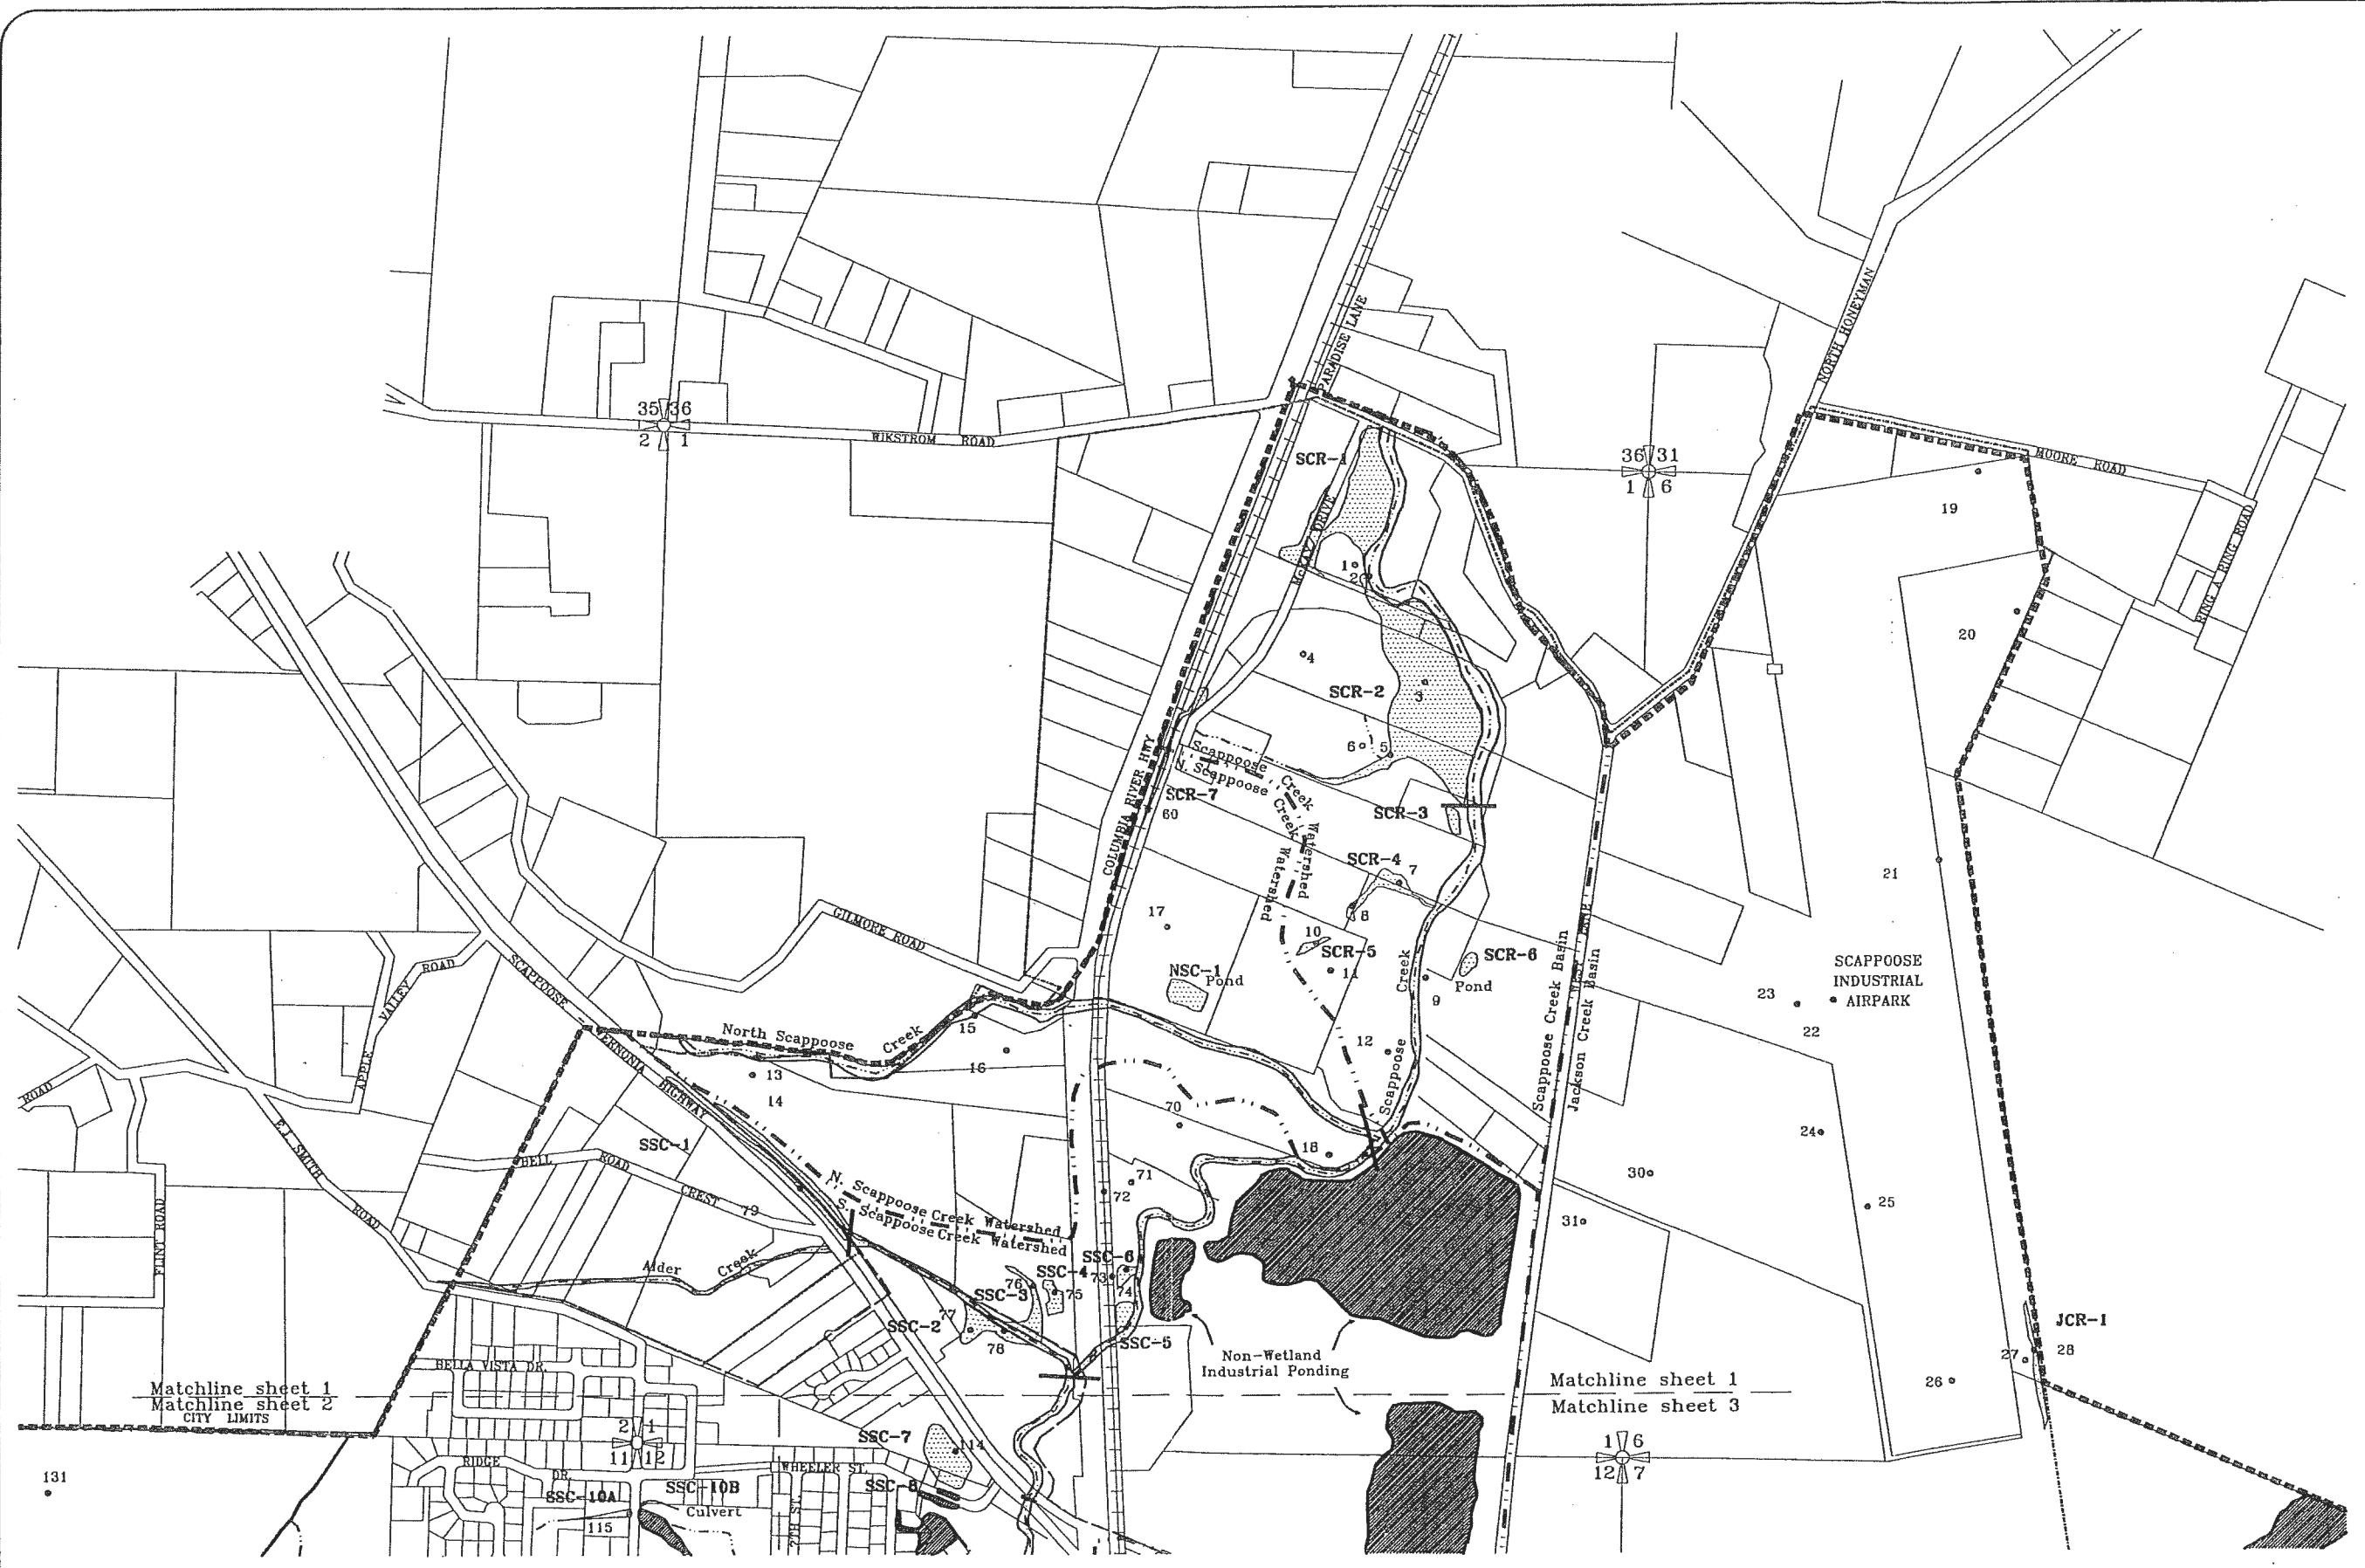 PARADISE LANE
NORTH HONEYMAN
35 36
2 1
WIKSTROM ROAD
SCR-1
36 31
1 6
MOORE ROAD
19
RING A RING ROAD
McKAY DRIVE
1
2
20
4
SCR-2
3
6
5
COLUMBIA RIVER HWY
Scappoose Creek Watershed
N. Scappoose Creek Watershed
SCR-7
60
SCR-3
SCR-4
7
21
8
17
GILMORE ROAD
10
SCR-5
SCR-6
11
NSC-1
Pond
9
Pond
SCAPPOOSE
INDUSTRIAL
AIRPARK
23
22
VALLEY ROAD
APPLE
SCAPPOOSE
VERNONIA
HIGHWAY
North Scappoose
Creek
15
16
12
Scappoose
Creek
Scappoose Creek Basin
WEST LANE
Jackson Creek Basin
13
14
ROAD
E.J. SMITH
ROAD
70
24
SSC-1
BELL
ROAD
CREST
18
71
72
30
25
31
FLINT ROAD
79
N. Scappoose Creek Watershed
S. Scappoose Creek Watershed
Alder
Creek
SSC-6
SSC-4
73
76
75
74
SSC-3
77
SSC-2
78
SSC-5
JCR-1
28
27
26
Non-Wetland
Industrial Ponding
BELLA VISTA DR.
Matchline sheet 1
Matchline sheet 2
CITY LIMITS
Matchline sheet 1
Matchline sheet 3
2 1
11 12
SSC-7
114
1 6
12 7
131
RIDGE
DR.
WHEELER ST.
SSC-8
SSC-10A
SSC-10B
Culvert
115
7TH ST.